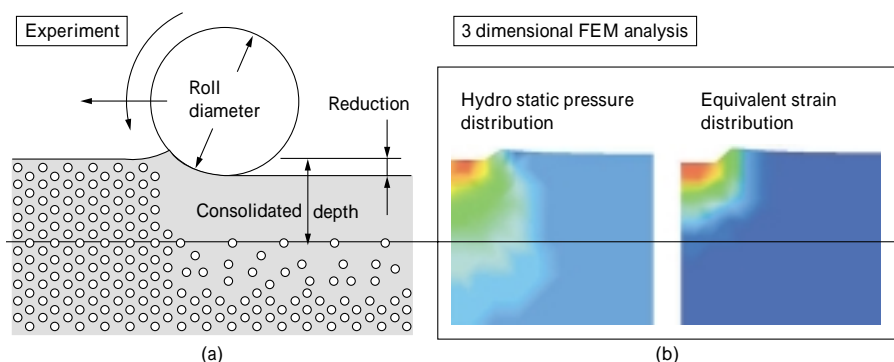 Experiment
Roll
diameter
Reduction
Consolidated depth
(a)
3 dimensional FEM analysis
Hydro static pressure
distribution
Equivalent strain
distribution
(b)